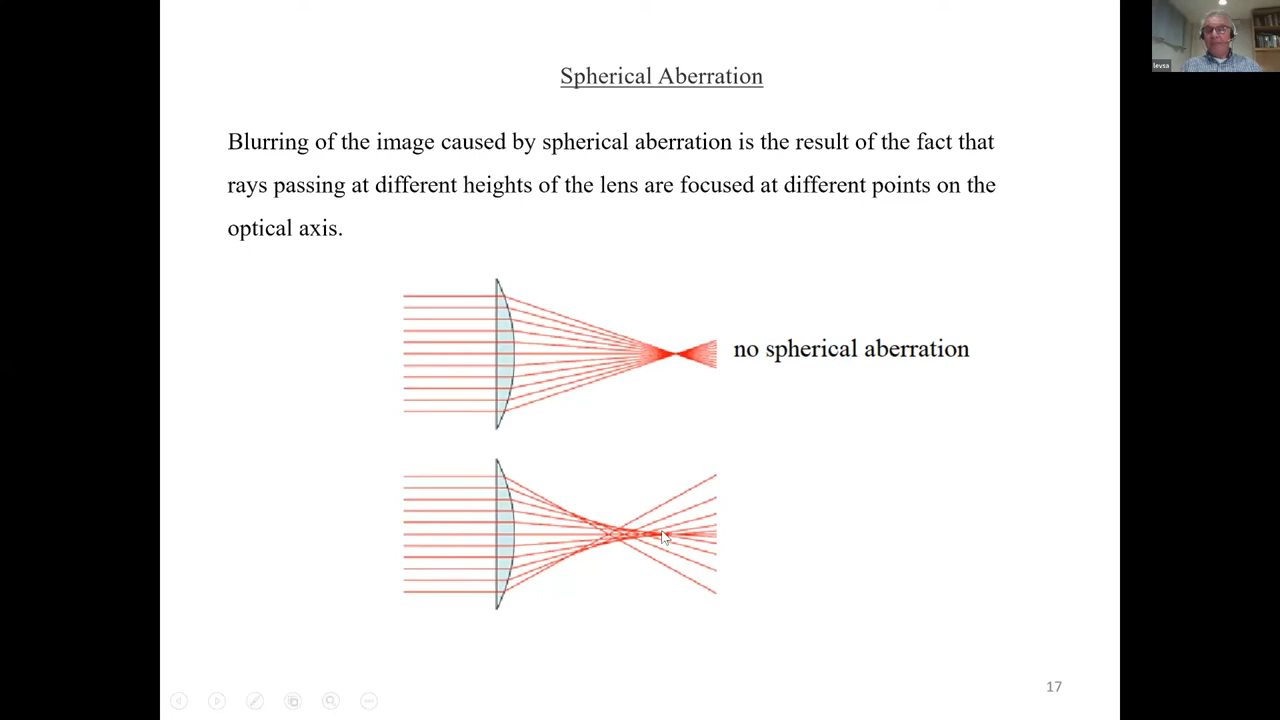 levsa
Spherical Aberration
Blurring of the image caused by spherical aberration is the result of the fact that
rays passing at different heights of the lens are focused at different points on the
optical axis.
no spherical aberration
17